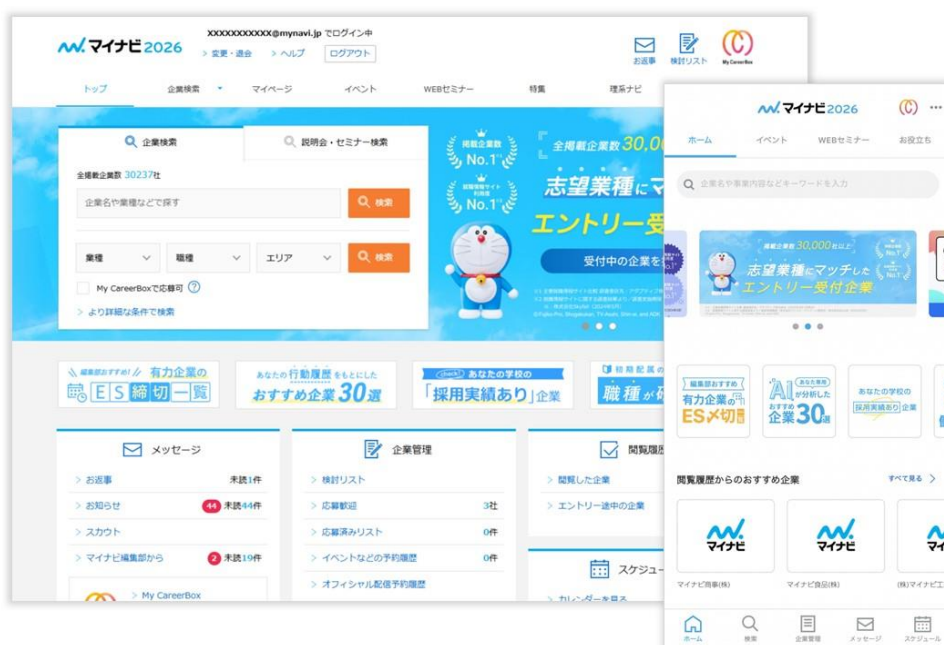 XXXXXXXXXXX@mynavi.jp でログイン中
マイナビ2026
> 変更・退会 > ヘルプ ログアウト
お返事 検討リスト My CareerBox
トップ 企業検索 マイページ イベント WEBセミナー 特集 理系ナビ
企業検索 説明会・セミナー検索
全掲載企業数 30237社
企業名や業種などで探す 検索
業種 職種 エリア 検索
My CareerBoxで応募可 ?
> より詳細な条件で検索
掲載企業数 No.1
No.1
全掲載企業数 30,0
志望業種にマ
エントリー受
受付中の企業を
編集部おすすめ! 有力企業の
ES締切一覧
あなたの行動履歴をもとにした
おすすめ企業30選
check! あなたの学校の
「採用実績あり」企業
初期配属の
職種が
メッセージ
> お返事 未読1件
> お知らせ 44 未読44件
> スカウト
> マイナビ編集部から 2 未読19件
> My CareerBox
企業管理
> 検討リスト
> 応募歓迎 3社
> 応募済みリスト 0件
> イベントなどの予約履歴 0件
> オフィシャル配信予約履歴
閲覧履歴
> 閲覧した企業
> エントリー途中の企業
スケジュー
> カレンダーを見る
マイナビ2026
ホーム イベント WEBセミナー お役立ち
企業名や事業内容などキーワードを入力
掲載企業数 30,000社以上
志望業種にマッチした
エントリー受付企業
編集部おすすめ
有力企業の
ES〆切
あなた専用
AIが分析した
おすすめ企業30選
あなたの学校の
採用実績あり企業
閲覧履歴からのおすすめ企業 すべて見る >
マイナビ
マイナビ
マイナビ商事(株) マイナビ食品(株) (株)マイナビエ
ホーム 検索 企業管理 メッセージ スケジュール